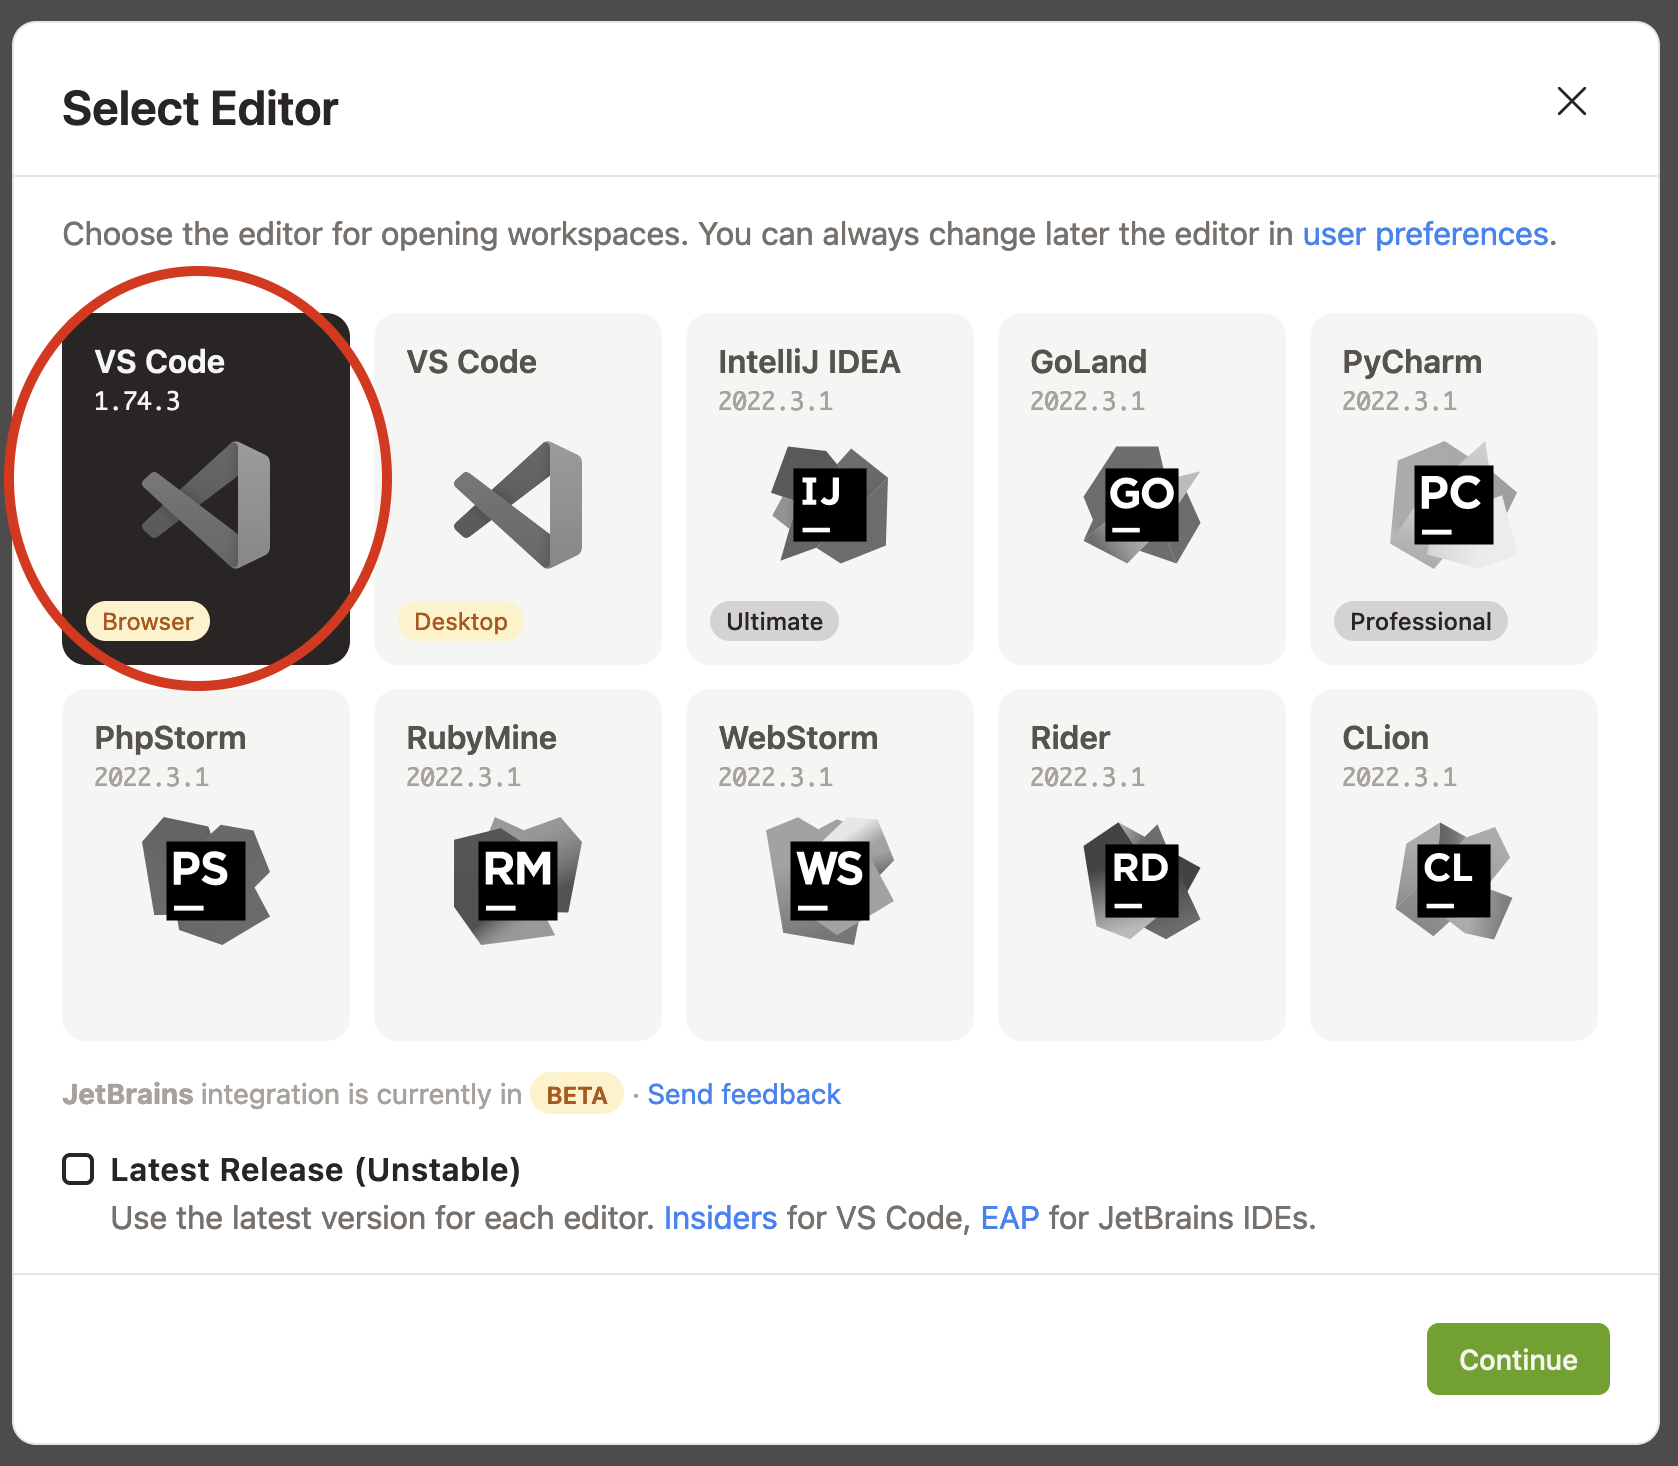 Select Editor
Choose the editor for opening workspaces. You can always change later the editor in user preferences.
VS Code
1.74.3
Browser
VS Code
Desktop
IntelliJ IDEA
2022.3.1
IJ
Ultimate
GoLand
2022.3.1
GO
PyCharm
2022.3.1
PC
Professional
PhpStorm
2022.3.1
PS
RubyMine
2022.3.1
RM
WebStorm
2022.3.1
WS
Rider
2022.3.1
RD
CLion
2022.3.1
CL
JetBrains integration is currently in BETA · Send feedback
Latest Release (Unstable)
Use the latest version for each editor. Insiders for VS Code, EAP for JetBrains IDEs.
Continue